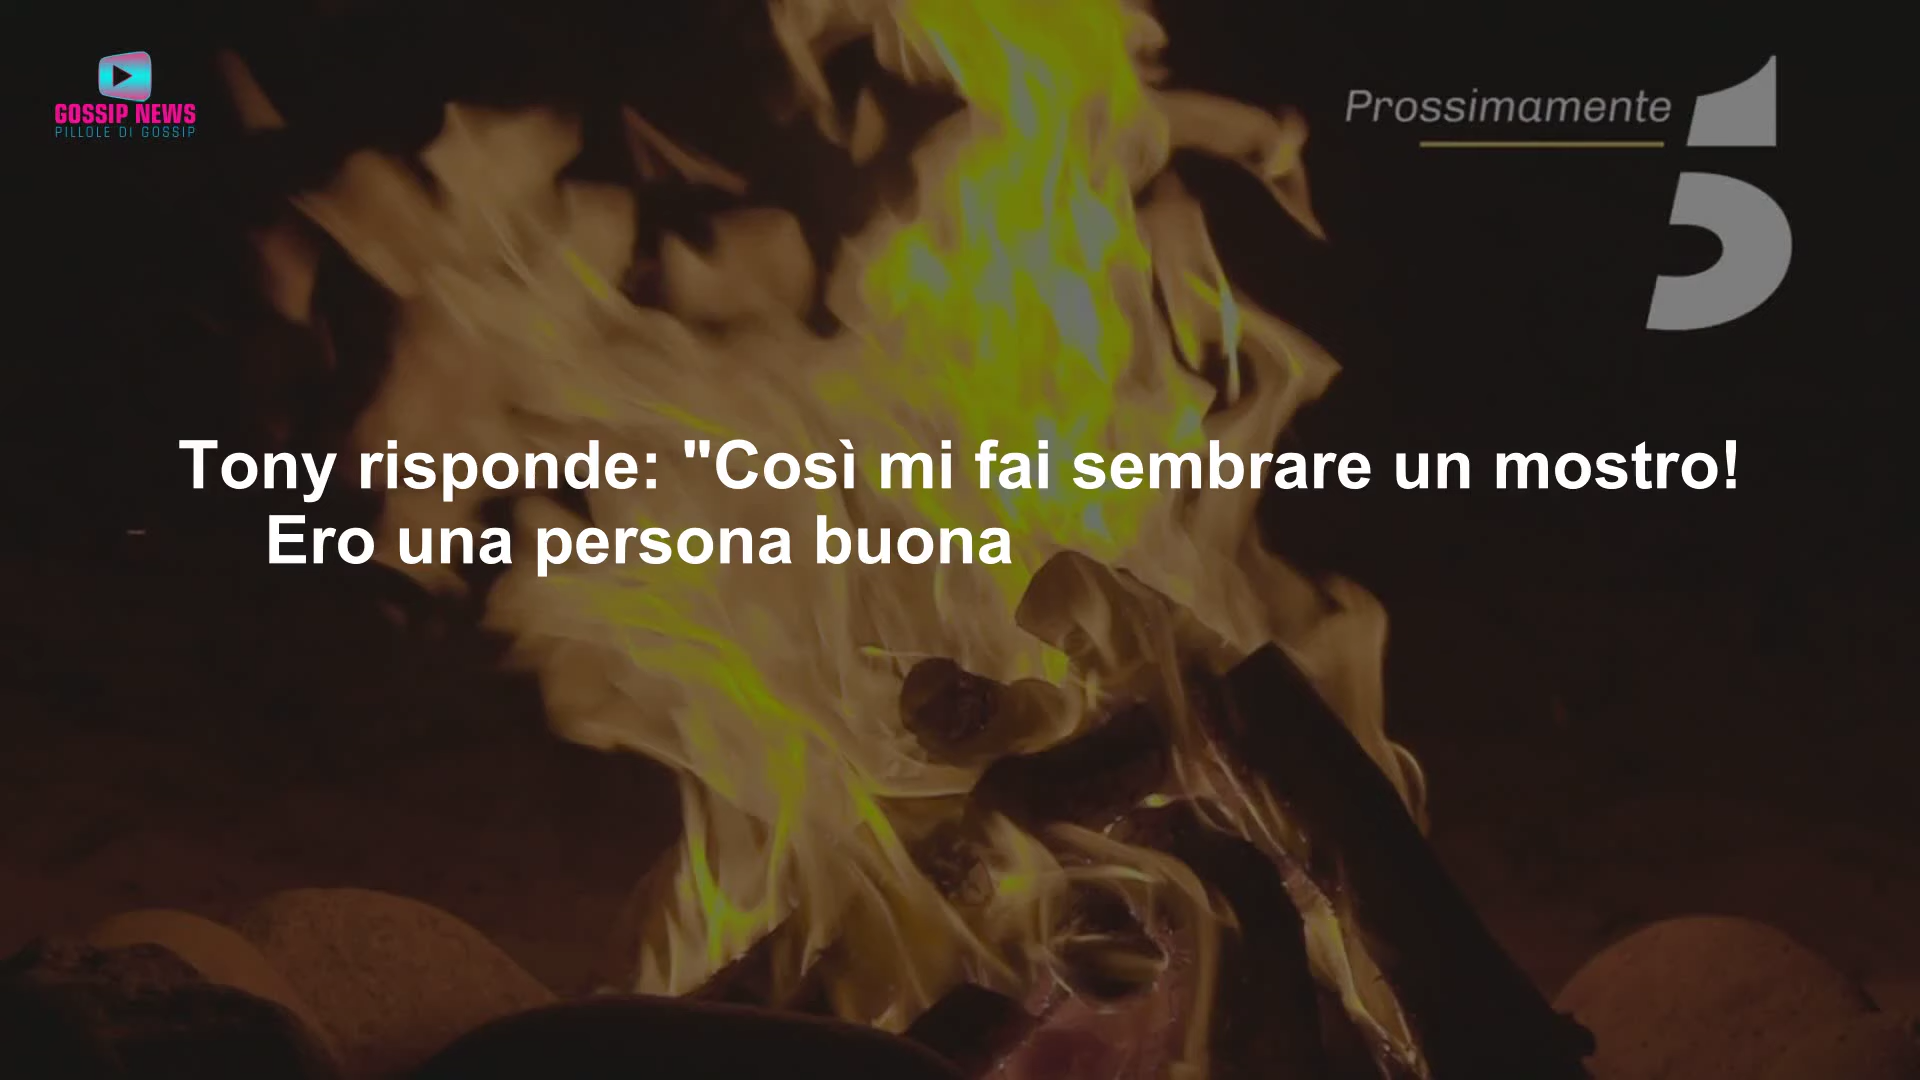 GOSSIP NEWS
PILLOLE DI GOSSIP
Prossimamente
5
Tony risponde: "Così mi fai sembrare un mostro!
Ero una persona buona